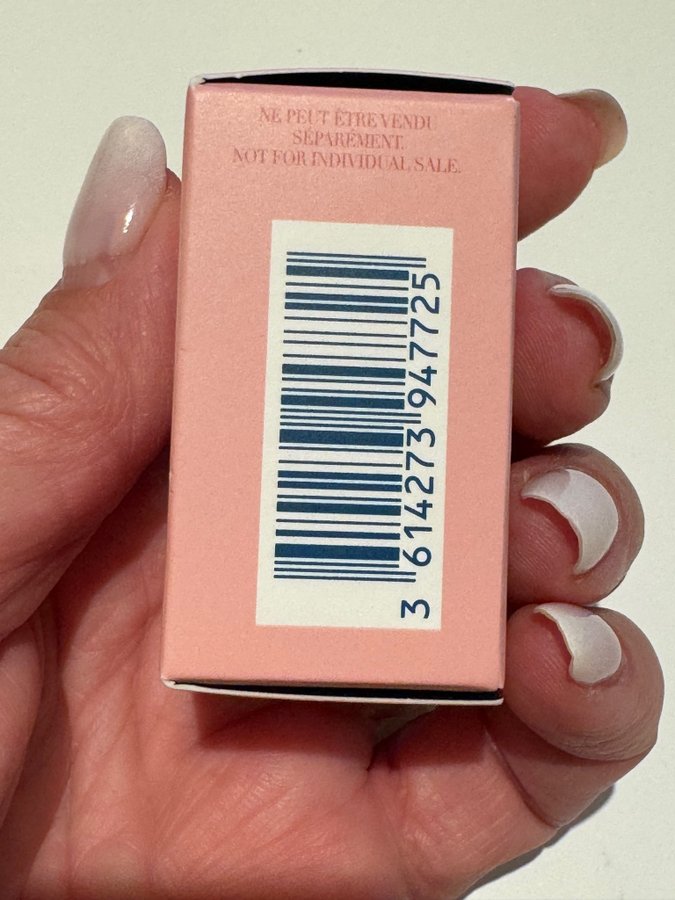 NE PEUT ÊTRE VENDU
SÉPARÉMENT.
NOT FOR INDIVIDUAL SALE.
3 614273 947725